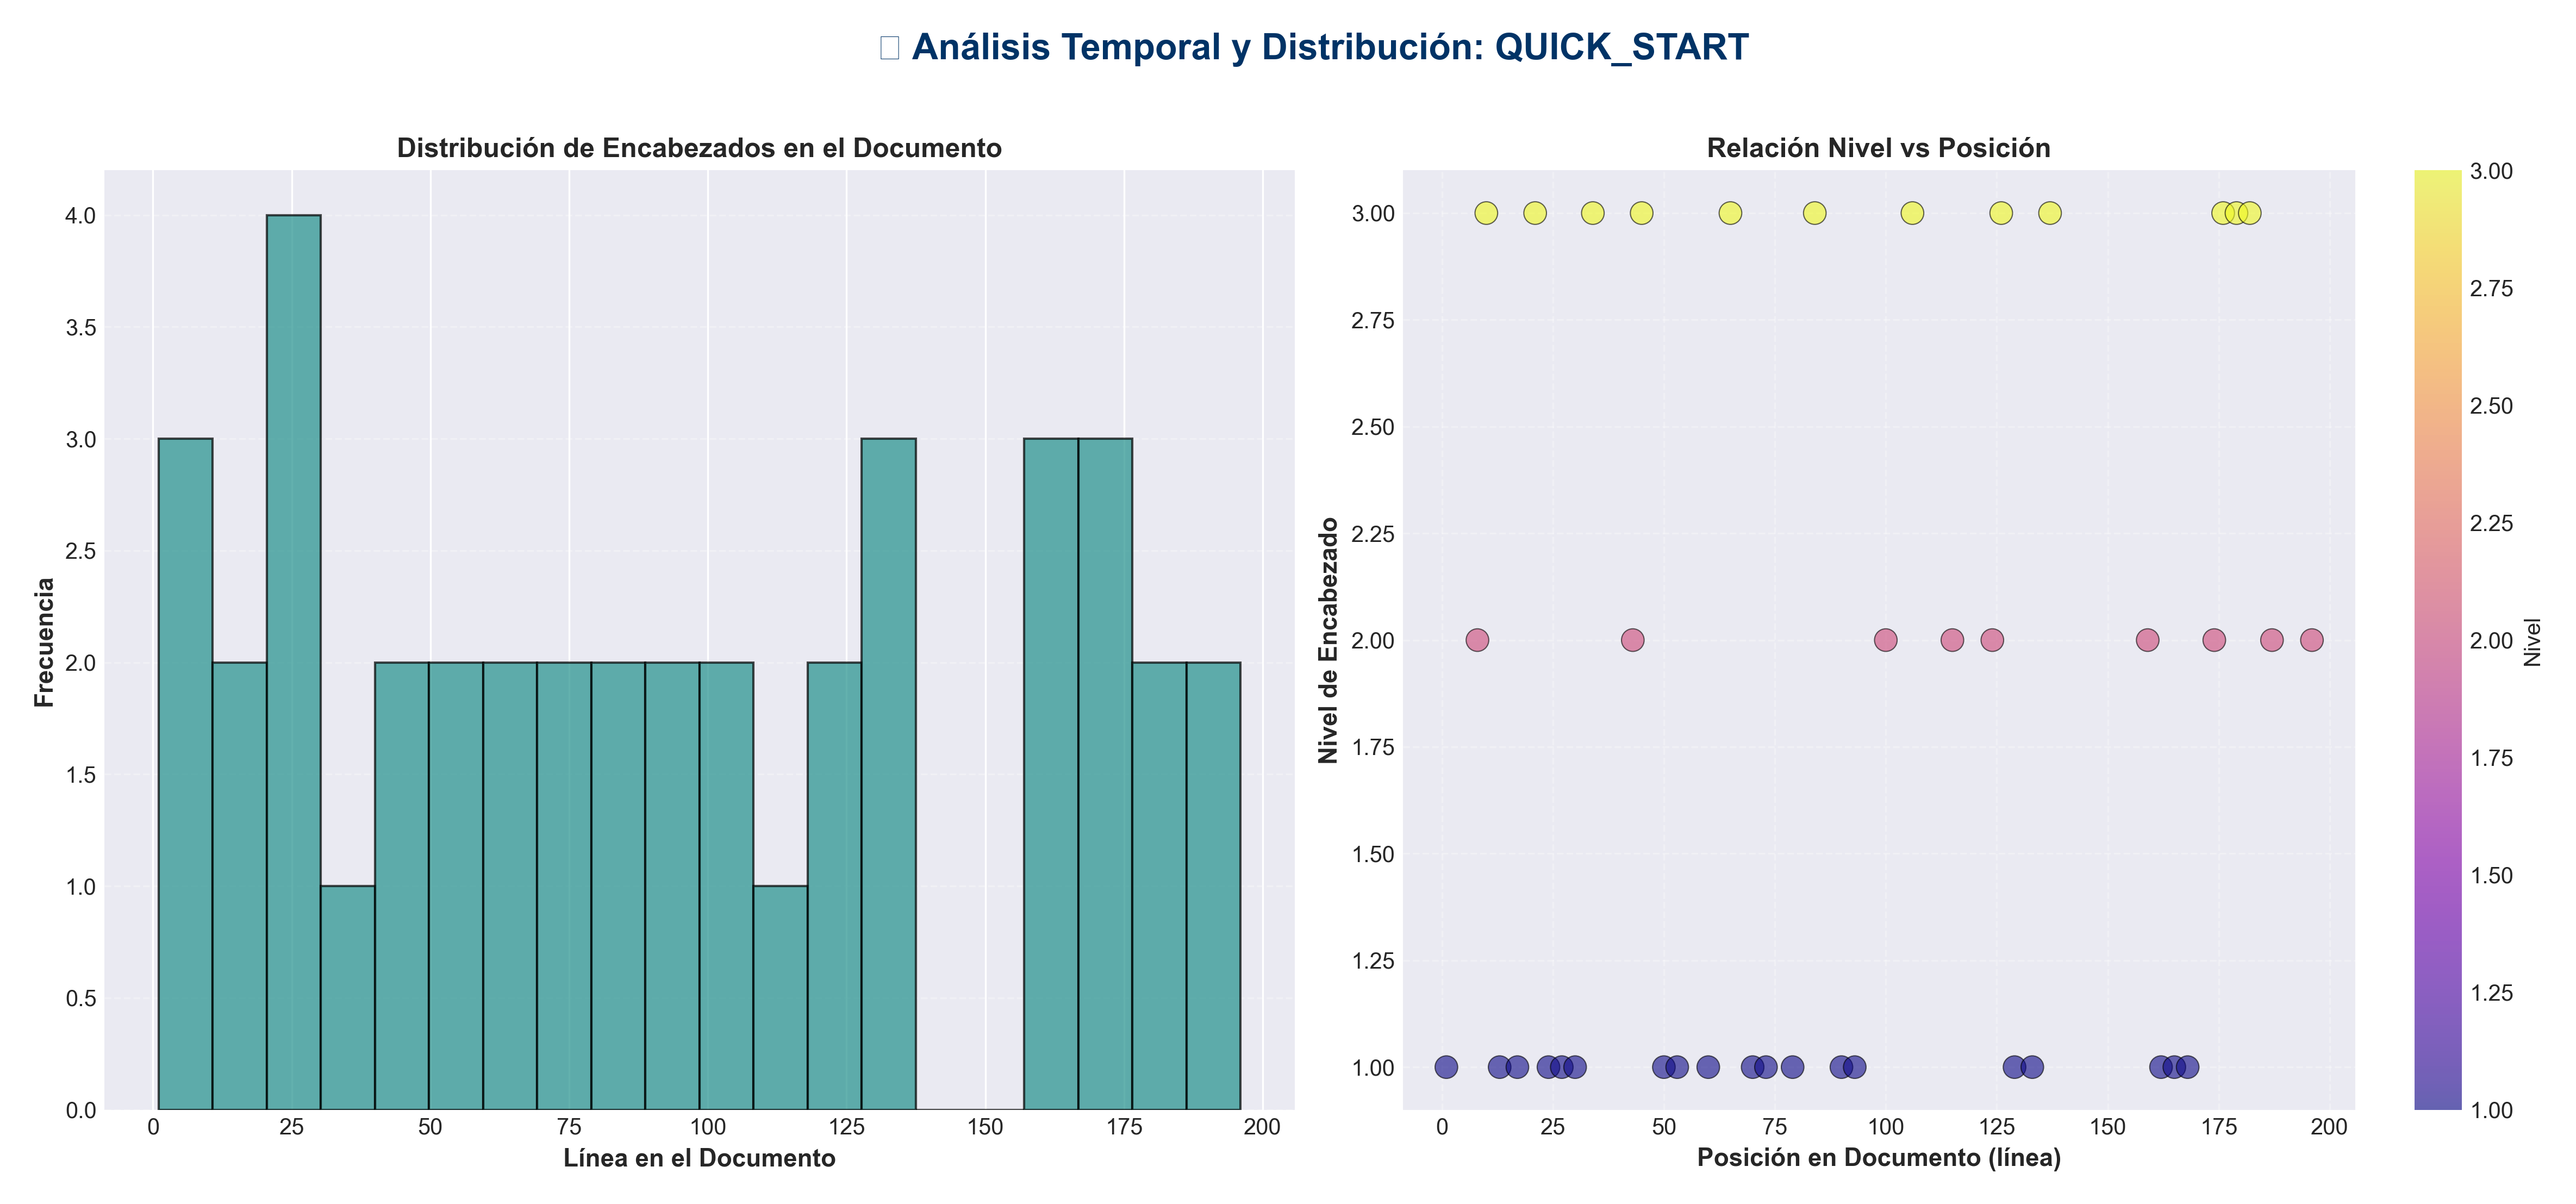 Análisis Temporal y Distribución: QUICK_START
Distribución de Encabezados en el Documento
Frecuencia
4.0
3.5
3.0
2.5
2.0
1.5
1.0
0.5
0.0
0 25 50 75 100 125 150 175 200
Línea en el Documento
Relación Nivel vs Posición
Nivel de Encabezado
3.00
2.75
2.50
2.25
2.00
1.75
1.50
1.25
1.00
0 25 50 75 100 125 150 175 200
Posición en Documento (línea)
3.00
2.75
2.50
2.25
2.00
1.75
1.50
1.25
1.00
Nivel